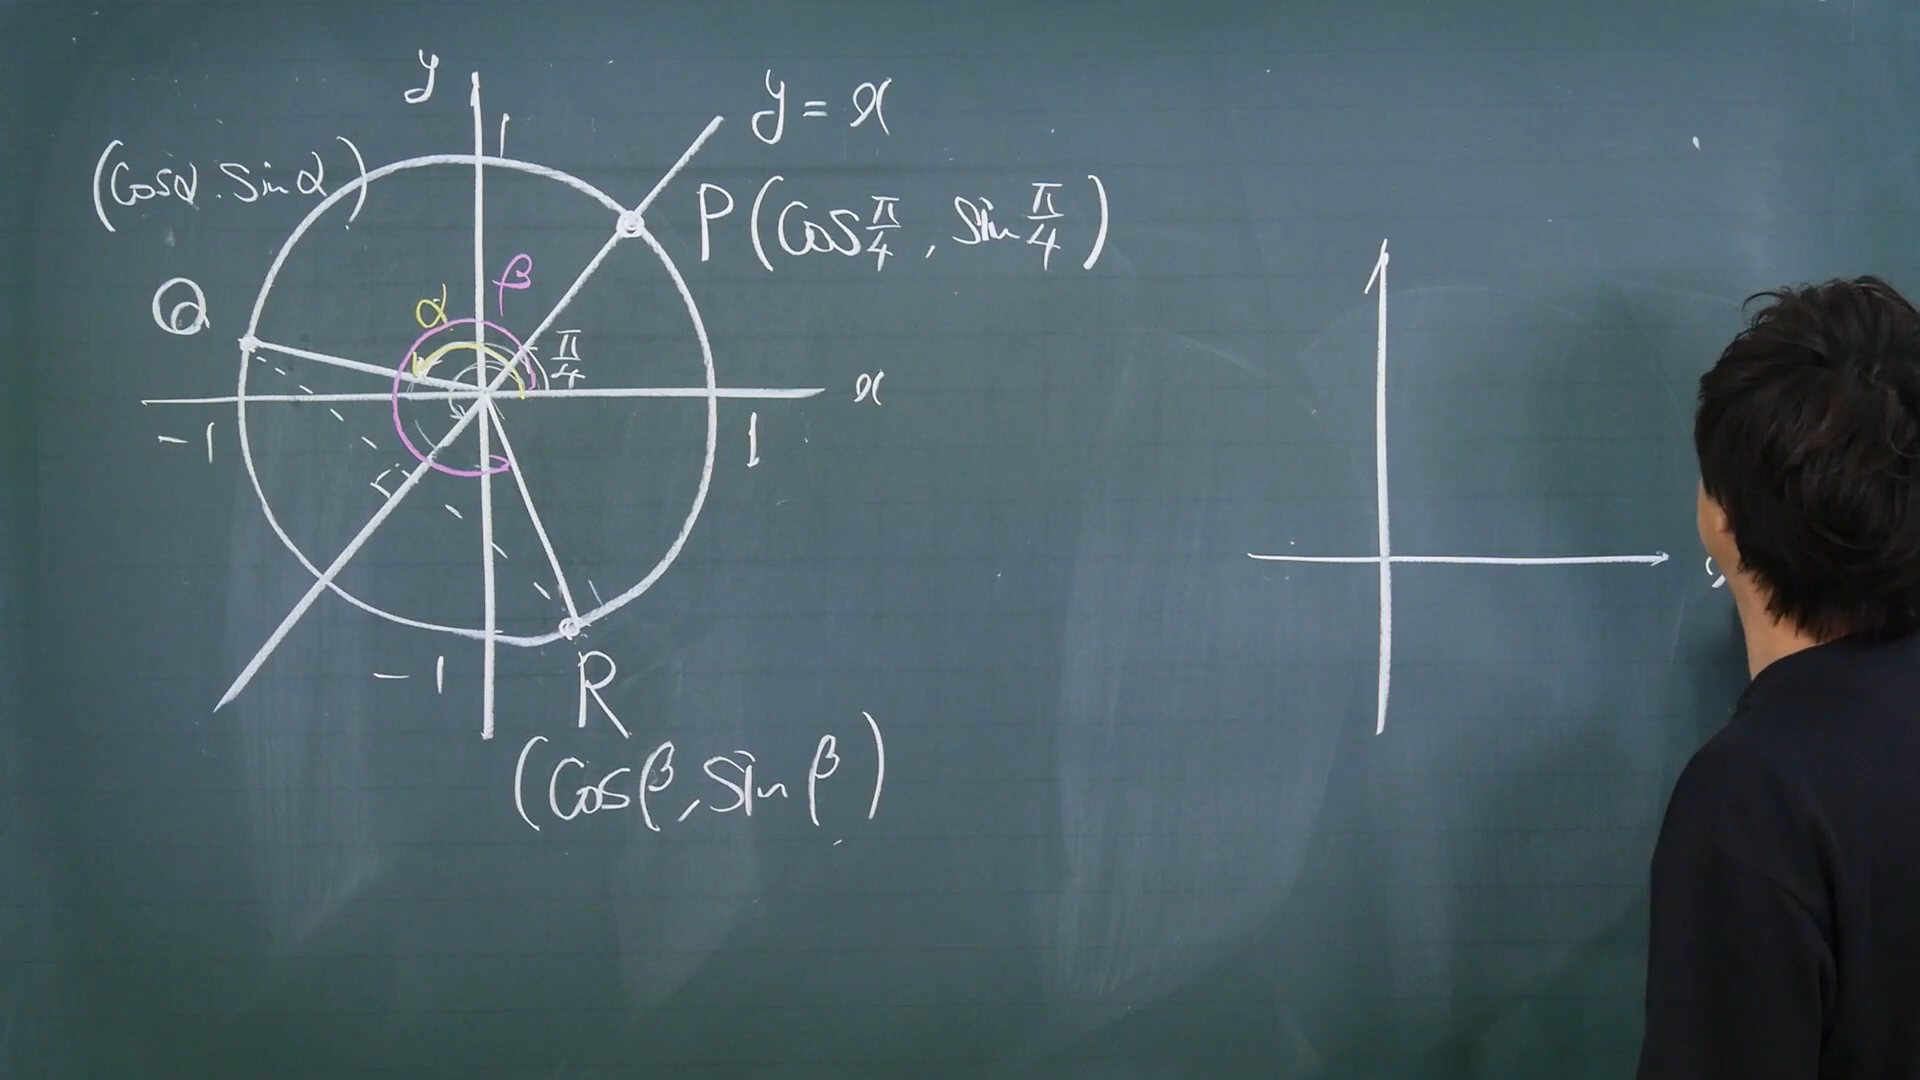 y
1
y = x
(Cosα . Sinα)
P(Cos π/4 , Sin π/4)
β
α
Q
π/4
x
-1
1
-1
R
(Cosβ, Sinβ)